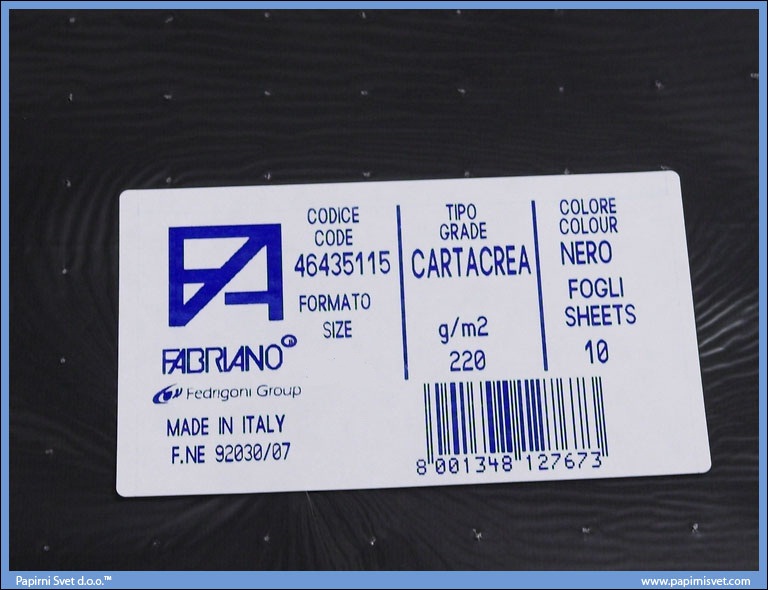 CODICE
CODE
46435115
FORMATO
SIZE
TIPO
GRADE
CARTACREA
g/m2
220
COLORE
COLOUR
NERO
FOGLI
SHEETS
10
FABRIANO
Fedrigoni Group
MADE IN ITALY
F.NE 92030/07
8 001348 127673
Papirni Svet d.o.o.™
www.papirnisvet.com